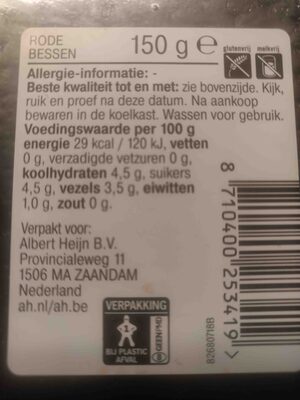 RODE
BESSEN
150 g ℮
glutenvrij melkvrij
Allergie-informatie: -
Beste kwaliteit tot en met: zie bovenzijde. Kijk,
ruik en proef na deze datum. Na aankoop
bewaren in de koelkast. Wassen voor gebruik.
Voedingswaarde per 100 g
energie 29 kcal / 120 kJ, vetten
0 g, verzadigde vetzuren 0 g,
koolhydraten 4,5 g, suikers
4,5 g, vezels 3,5 g, eiwitten
1,0 g, zout 0 g.
Verpakt voor:
Albert Heijn B.V.
Provincialeweg 11
1506 MA ZAANDAM
Nederland
ah.nl/ah.be
VERPAKKING
1
BIJ PLASTIC
AFVAL
GEEN PMD
8 710400 253419 >
82680718B